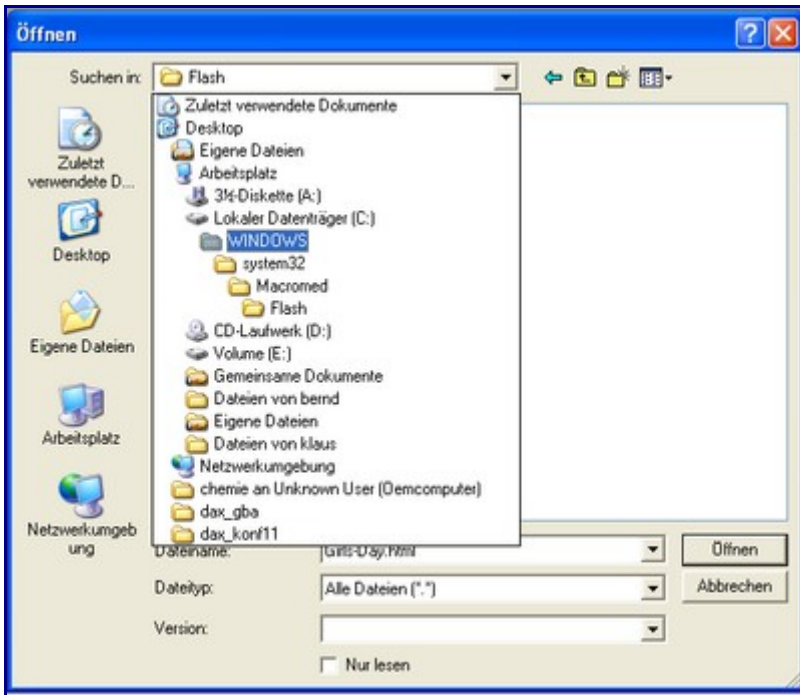 Öffnen
Suchen in: Flash
Zuletzt verwendete Dokumente
Desktop
Eigene Dateien
Arbeitsplatz
3½-Diskette (A:)
Lokaler Datenträger (C:)
WINDOWS
system32
Macromed
Flash
CD-Laufwerk (D:)
Volume (E:)
Gemeinsame Dokumente
Dateien von bernd
Eigene Dateien
Dateien von klaus
Netzwerkumgebung
chemie an Unknown User (Oemcomputer)
dax_gba
dax_konf11
Zuletzt
verwendete D...
Desktop
Eigene Dateien
Arbeitsplatz
Netzwerkumgeb
ung
Dateiname: Girls-Day.html Öffnen
Dateityp: Alle Dateien (*.*) Abbrechen
Version:
Nur lesen